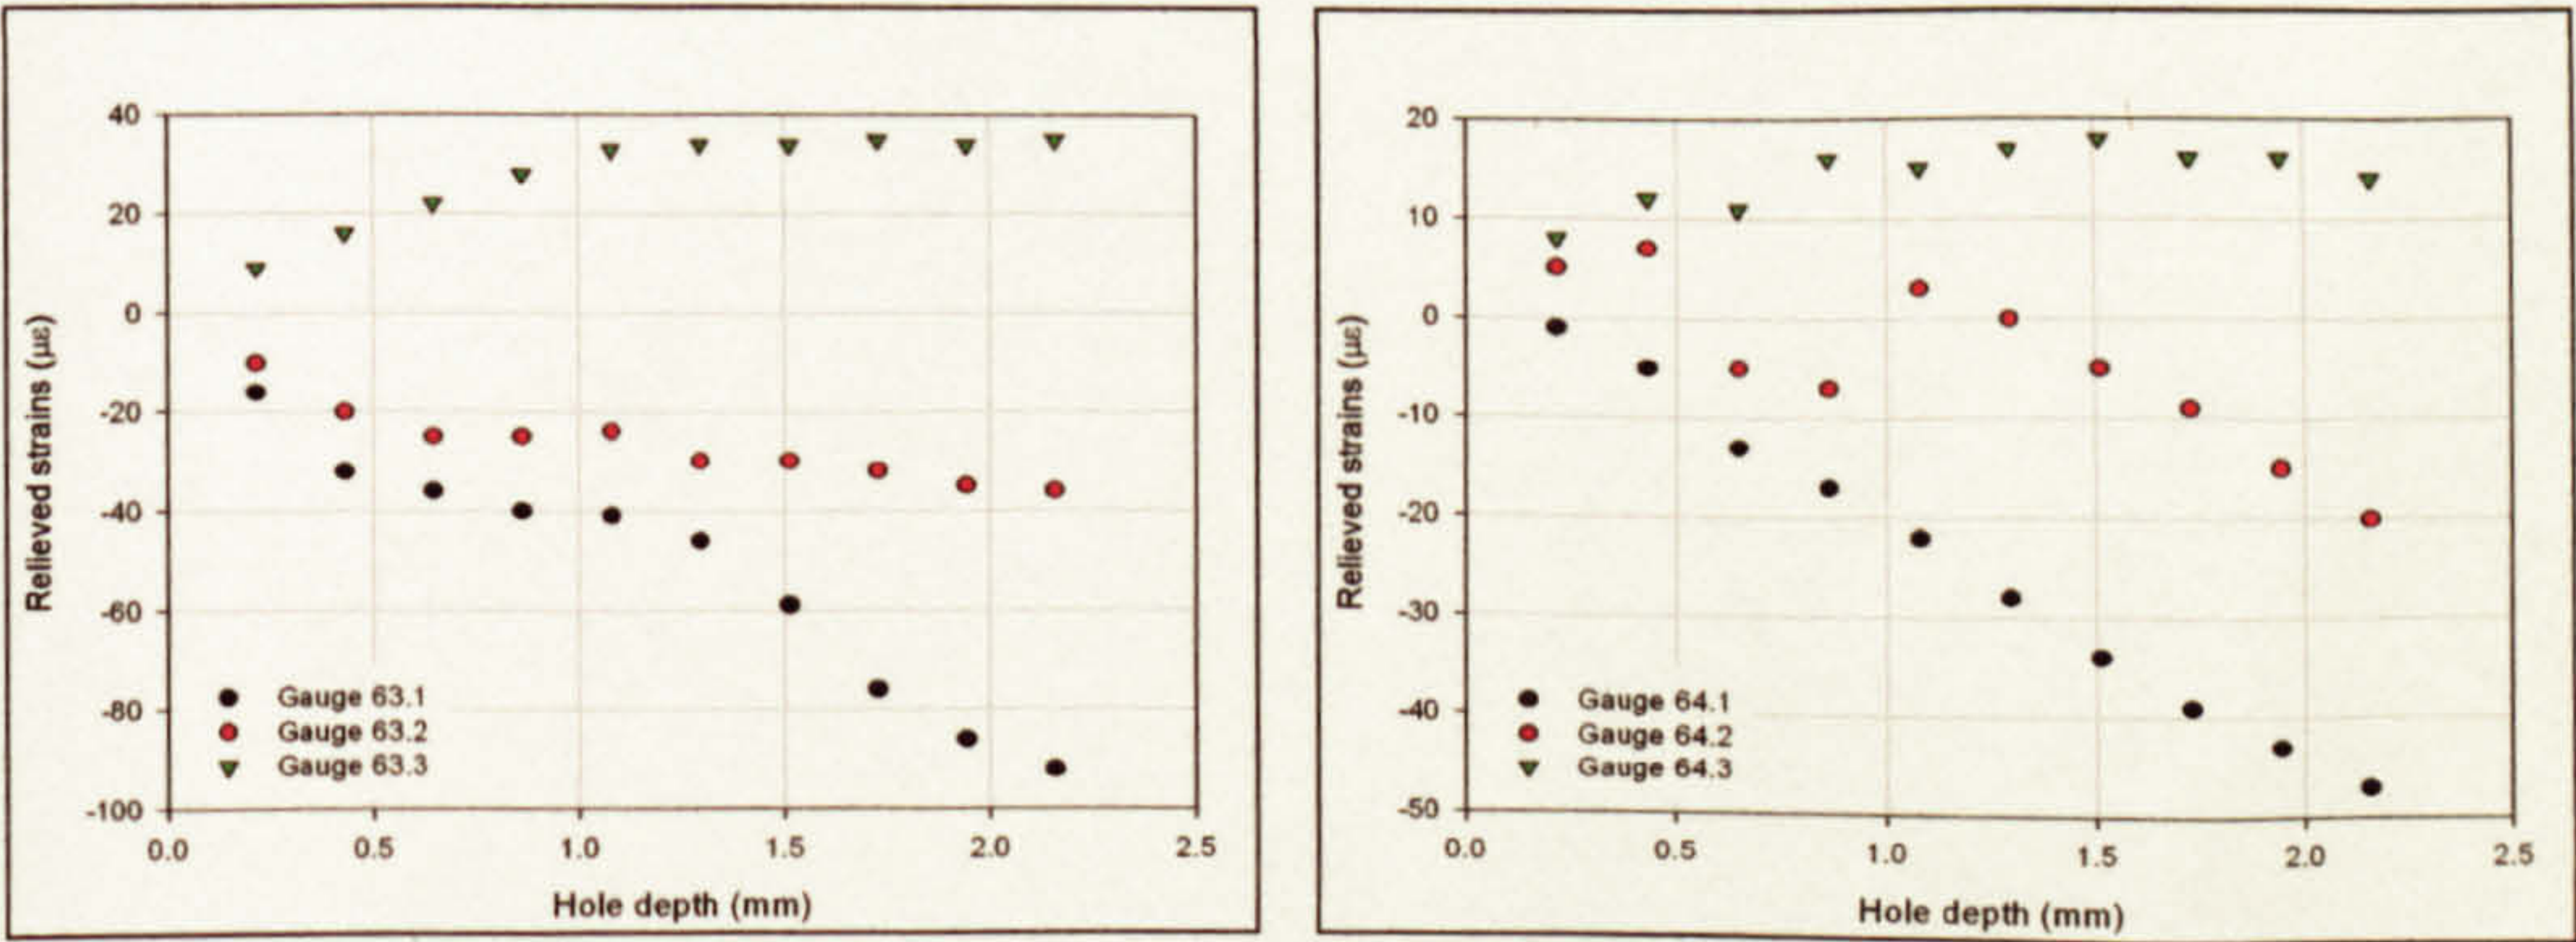 40
20
0
-20
-40
-60
-80
-100
0.0 0.5 1.0 1.5 2.0 2.5
Relieved strains (µε)
Hole depth (mm)
Gauge 63.1
Gauge 63.2
Gauge 63.3
20
10
0
-10
-20
-30
-40
-50
0.0 0.5 1.0 1.5 2.0 2.5
Relieved strains (µε)
Hole depth (mm)
Gauge 64.1
Gauge 64.2
Gauge 64.3